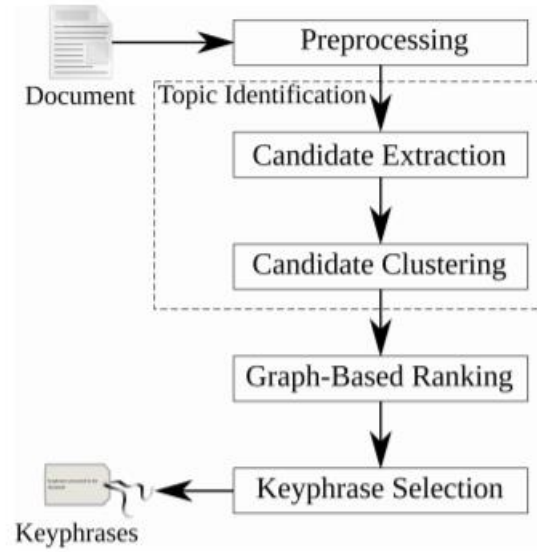 Preprocessing
Document
Topic Identification
Candidate Extraction
Candidate Clustering
Graph-Based Ranking
Keyphrase Selection
Keyphrases